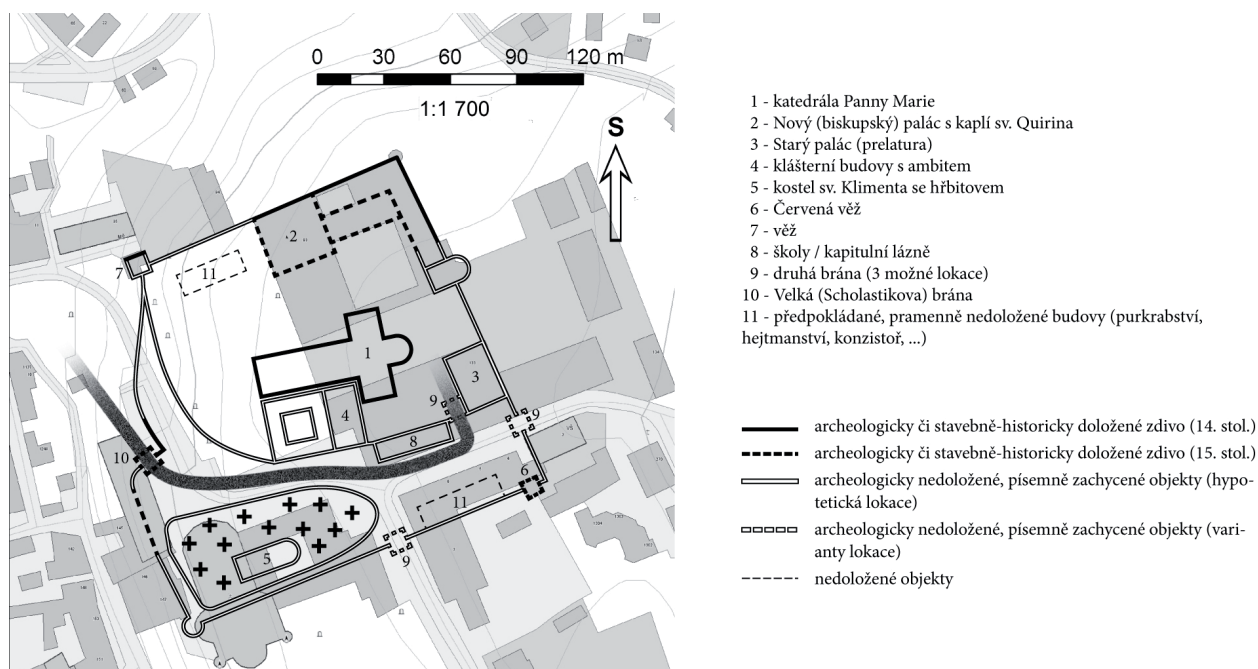 0 30 60 90 120 m
1:1 700
S
2
11
7
1
3
9
9
4
8
10
6
11
5
9
1 - katedrála Panny Marie
2 - Nový (biskupský) palác s kaplí sv. Quirina
3 - Starý palác (prelatura)
4 - klášterní budovy s ambitem
5 - kostel sv. Klimenta se hřbitovem
6 - Červená věž
7 - věž
8 - školy / kapitulní lázně
9 - druhá brána (3 možné lokace)
10 - Velká (Scholastikova) brána
11 - předpokládané, pramenně nedoložené budovy (purkrabství,
hejtmanství, konzistoř, ...)
archeologicky či stavebně-historicky doložené zdivo (14. stol.)
archeologicky či stavebně-historicky doložené zdivo (15. stol.)
archeologicky nedoložené, písemně zachycené objekty (hypo-
tetická lokace)
archeologicky nedoložené, písemně zachycené objekty (vari-
anty lokace)
nedoložené objekty